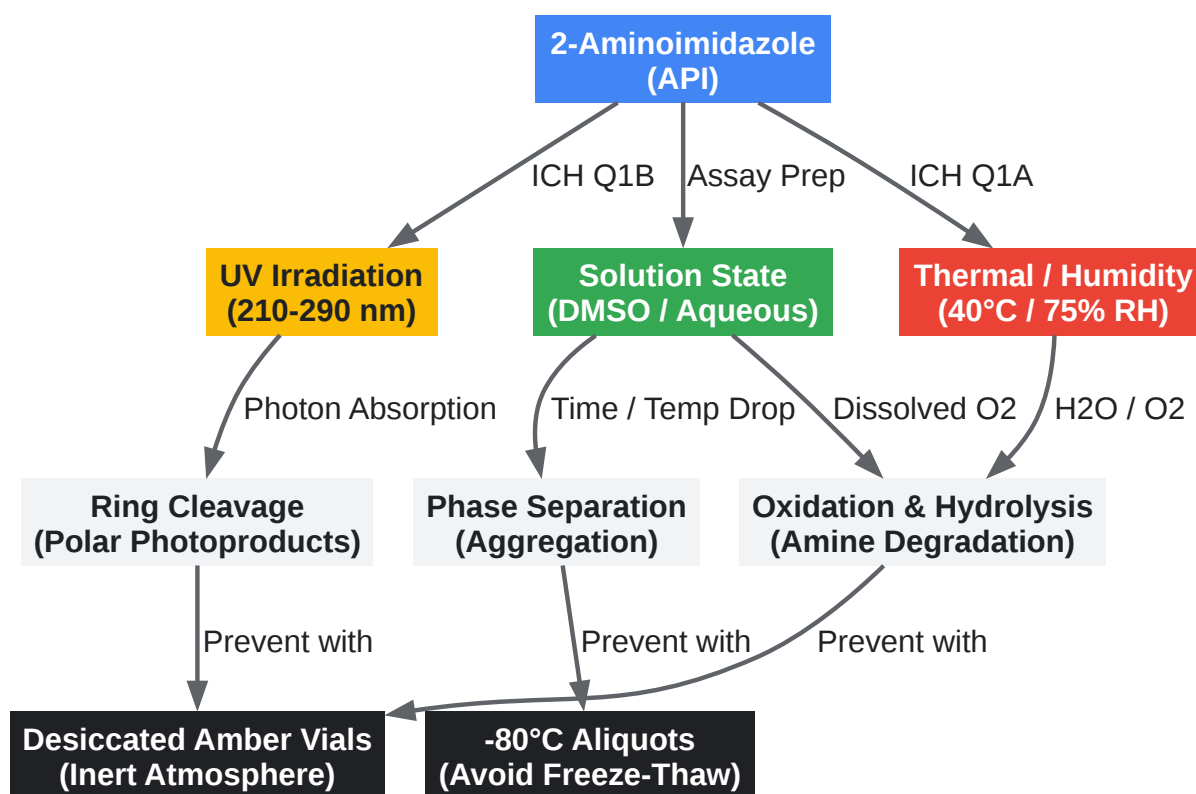 2-Aminoimidazole
(API)
ICH Q1B
Assay Prep
ICH Q1A
UV Irradiation
(210-290 nm)
Solution State
(DMSO / Aqueous)
Thermal / Humidity
(40°C / 75% RH)
Photon Absorption
Time / Temp Drop
Dissolved O2
H2O / O2
Ring Cleavage
(Polar Photoproducts)
Phase Separation
(Aggregation)
Oxidation & Hydrolysis
(Amine Degradation)
Prevent with
Prevent with
Prevent with
Desiccated Amber Vials
(Inert Atmosphere)
-80°C Aliquots
(Avoid Freeze-Thaw)